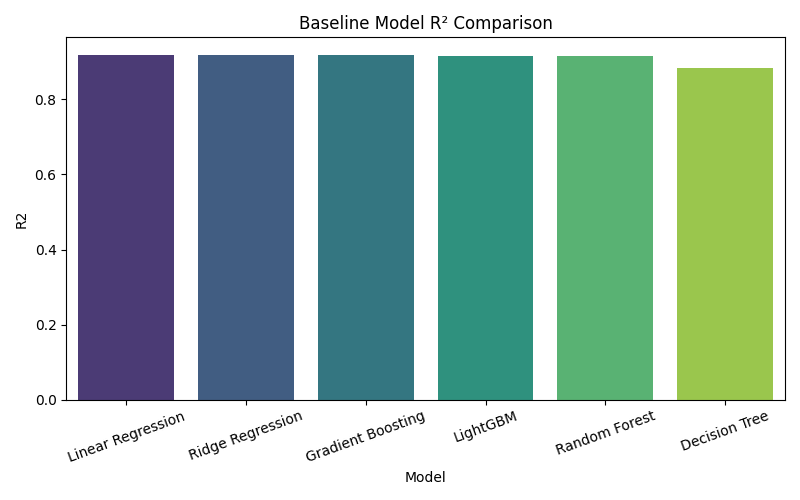 Baseline Model R² Comparison
R2
0.8
0.6
0.4
0.2
0.0
Linear Regression
Ridge Regression
Gradient Boosting
LightGBM
Random Forest
Decision Tree
Model